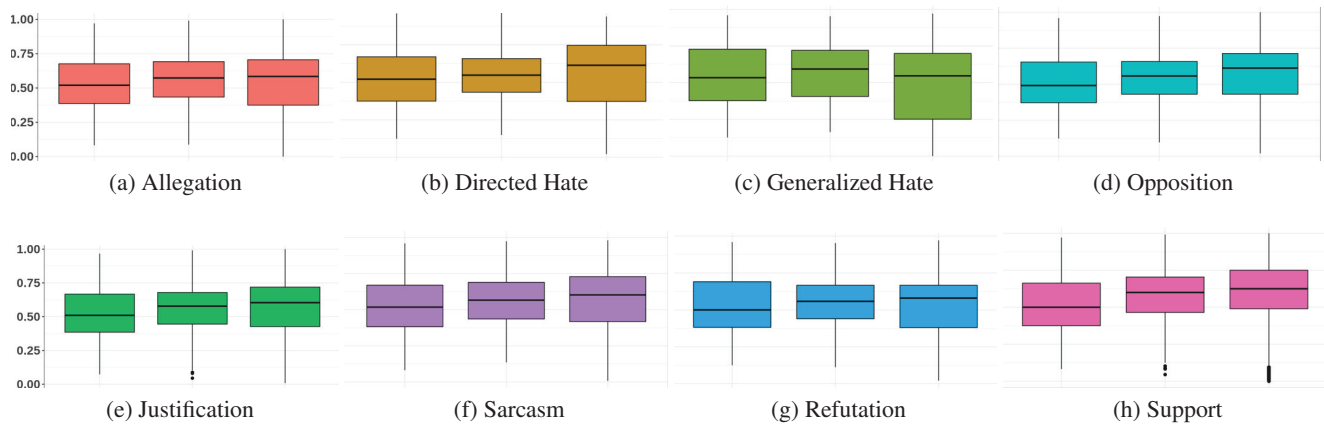 1.00
0.75
0.50
0.25
0.00
(a) Allegation
(b) Directed Hate
(c) Generalized Hate
(d) Opposition
1.00
0.75
0.50
0.25
0.00
(e) Justification
(f) Sarcasm
(g) Refutation
(h) Support